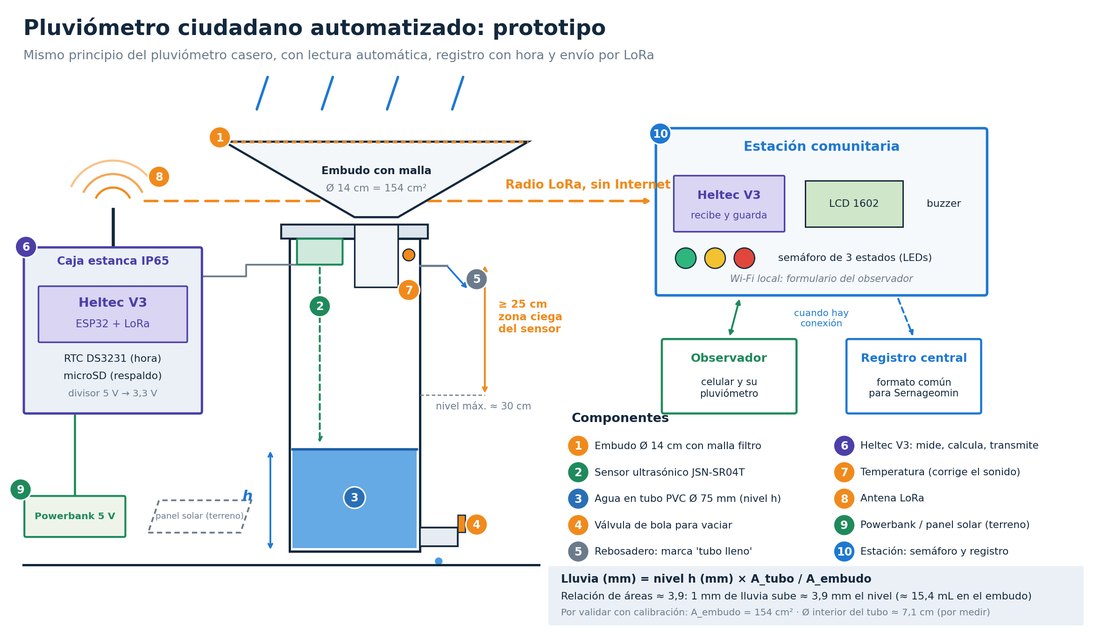 Pluviómetro ciudadano automatizado: prototipo
Mismo principio del pluviómetro casero, con lectura automática, registro con hora y envío por LoRa
1
Embudo con malla
Ø 14 cm = 154 cm²
8
Radio LoRa, sin Internet
6
Caja estanca IP65
Heltec V3
ESP32 + LoRa
RTC DS3231 (hora)
microSD (respaldo)
divisor 5 V → 3,3 V
2
7
5
≥ 25 cm
zona ciega
del sensor
nivel máx. ≈ 30 cm
9
Powerbank 5 V
panel solar (terreno)
h
3
4
10
Estación comunitaria
Heltec V3
recibe y guarda
LCD 1602
buzzer
semáforo de 3 estados (LEDs)
Wi-Fi local: formulario del observador
cuando hay
conexión
Observador
celular y su
pluviómetro
Registro central
formato común
para Sernageomin
Componentes
1 Embudo Ø 14 cm con malla filtro
2 Sensor ultrasónico JSN-SR04T
3 Agua en tubo PVC Ø 75 mm (nivel h)
4 Válvula de bola para vaciar
5 Rebosadero: marca 'tubo lleno'
6 Heltec V3: mide, calcula, transmite
7 Temperatura (corrige el sonido)
8 Antena LoRa
9 Powerbank / panel solar (terreno)
10 Estación: semáforo y registro
Lluvia (mm) = nivel h (mm) × A_tubo / A_embudo
Relación de áreas ≈ 3,9: 1 mm de lluvia sube ≈ 3,9 mm el nivel (≈ 15,4 mL en el embudo)
Por validar con calibración: A_embudo = 154 cm² · Ø interior del tubo ≈ 7,1 cm (por medir)